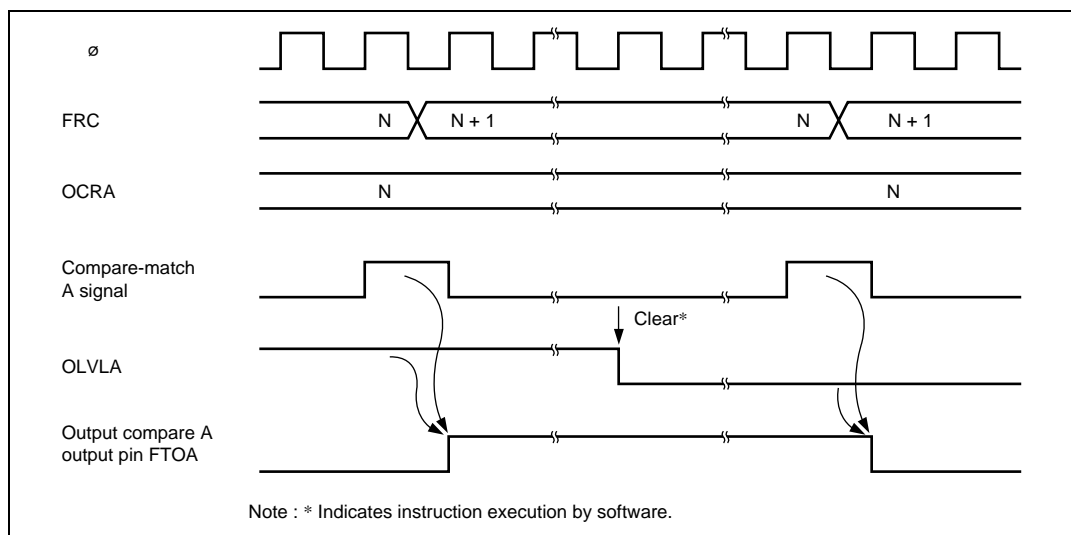 ø
FRC
N
N + 1
N
N + 1
OCRA
N
N
Compare-match
A signal
Clear*
OLVLA
Output compare A
output pin FTOA
Note : * Indicates instruction execution by software.